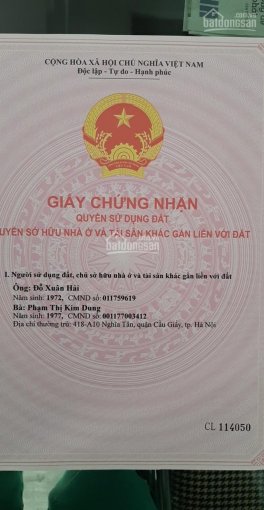 batdongsan
CỘNG HÒA XÃ HỘI CHỦ NGHĨA VIỆT NAM
Độc lập - Tự do - Hạnh phúc
VIỆT NAM
GIẤY CHỨNG NHẬN
QUYỀN SỬ DỤNG ĐẤT
UYỀN SỞ HỮU NHÀ Ở VÀ TÀI SẢN KHÁC GẮN LIỀN VỚI ĐẤT
batdongsan
I. Người sử dụng đất, chủ sở hữu nhà ở và tài sản khác gắn liền với đất
Ông: Đỗ Xuân Hải
Năm sinh: 1972, CMND số: 011759619
Bà: Phạm Thị Kim Dung
Năm sinh: 1977, CMND số: 001177003412
Địa chỉ thường trú: 418-A10 Nghĩa Tân, quận Cầu Giấy, tp. Hà Nội
CL 114050